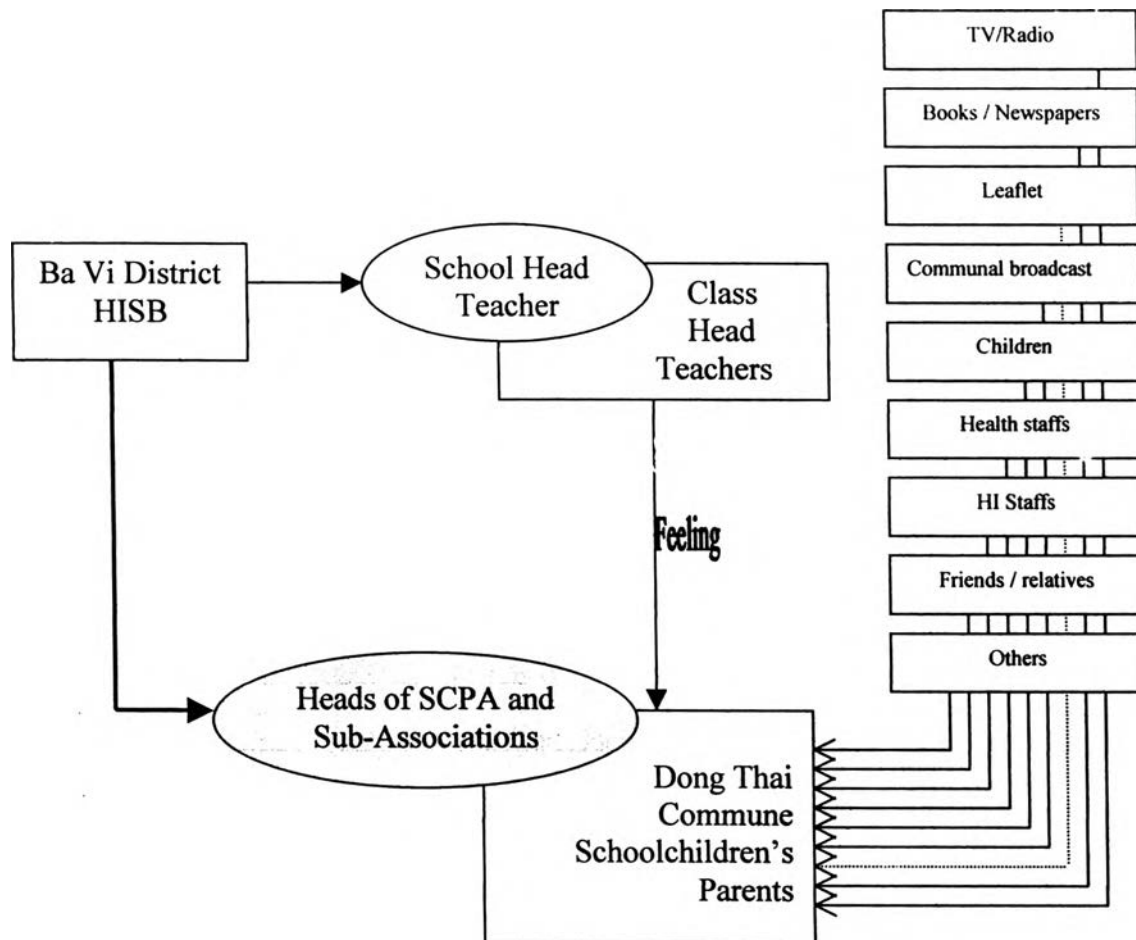 TV/Radio
Books / Newspapers
Leaflet
Communal broadcast
Children
Health staffs
HI Staffs
Friends / relatives
Others
Ba Vi District
HISB
School Head
Teacher
Class
Head
Teachers
Feeling
Heads of SCPA and
Sub-Associations
Dong Thai
Commune
Schoolchildren's
Parents